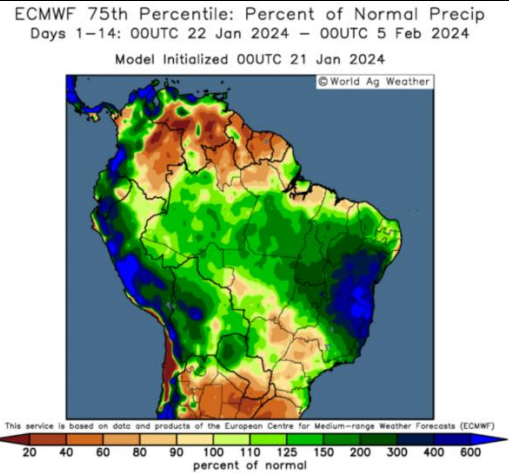 ECMWF 75th Percentile: Percent of Normal Precip
Days 1-14: 00UTC 22 Jan 2024 - 00UTC 5 Feb 2024
Model Initialized 00UTC 21 Jan 2024
© World Ag Weather
This service is based on data and products of the European Centre for Medium-range Weather Forecasts (ECMWF)
20 40 60 80 90 100 110 125 150 200 300 400 600
percent of normal